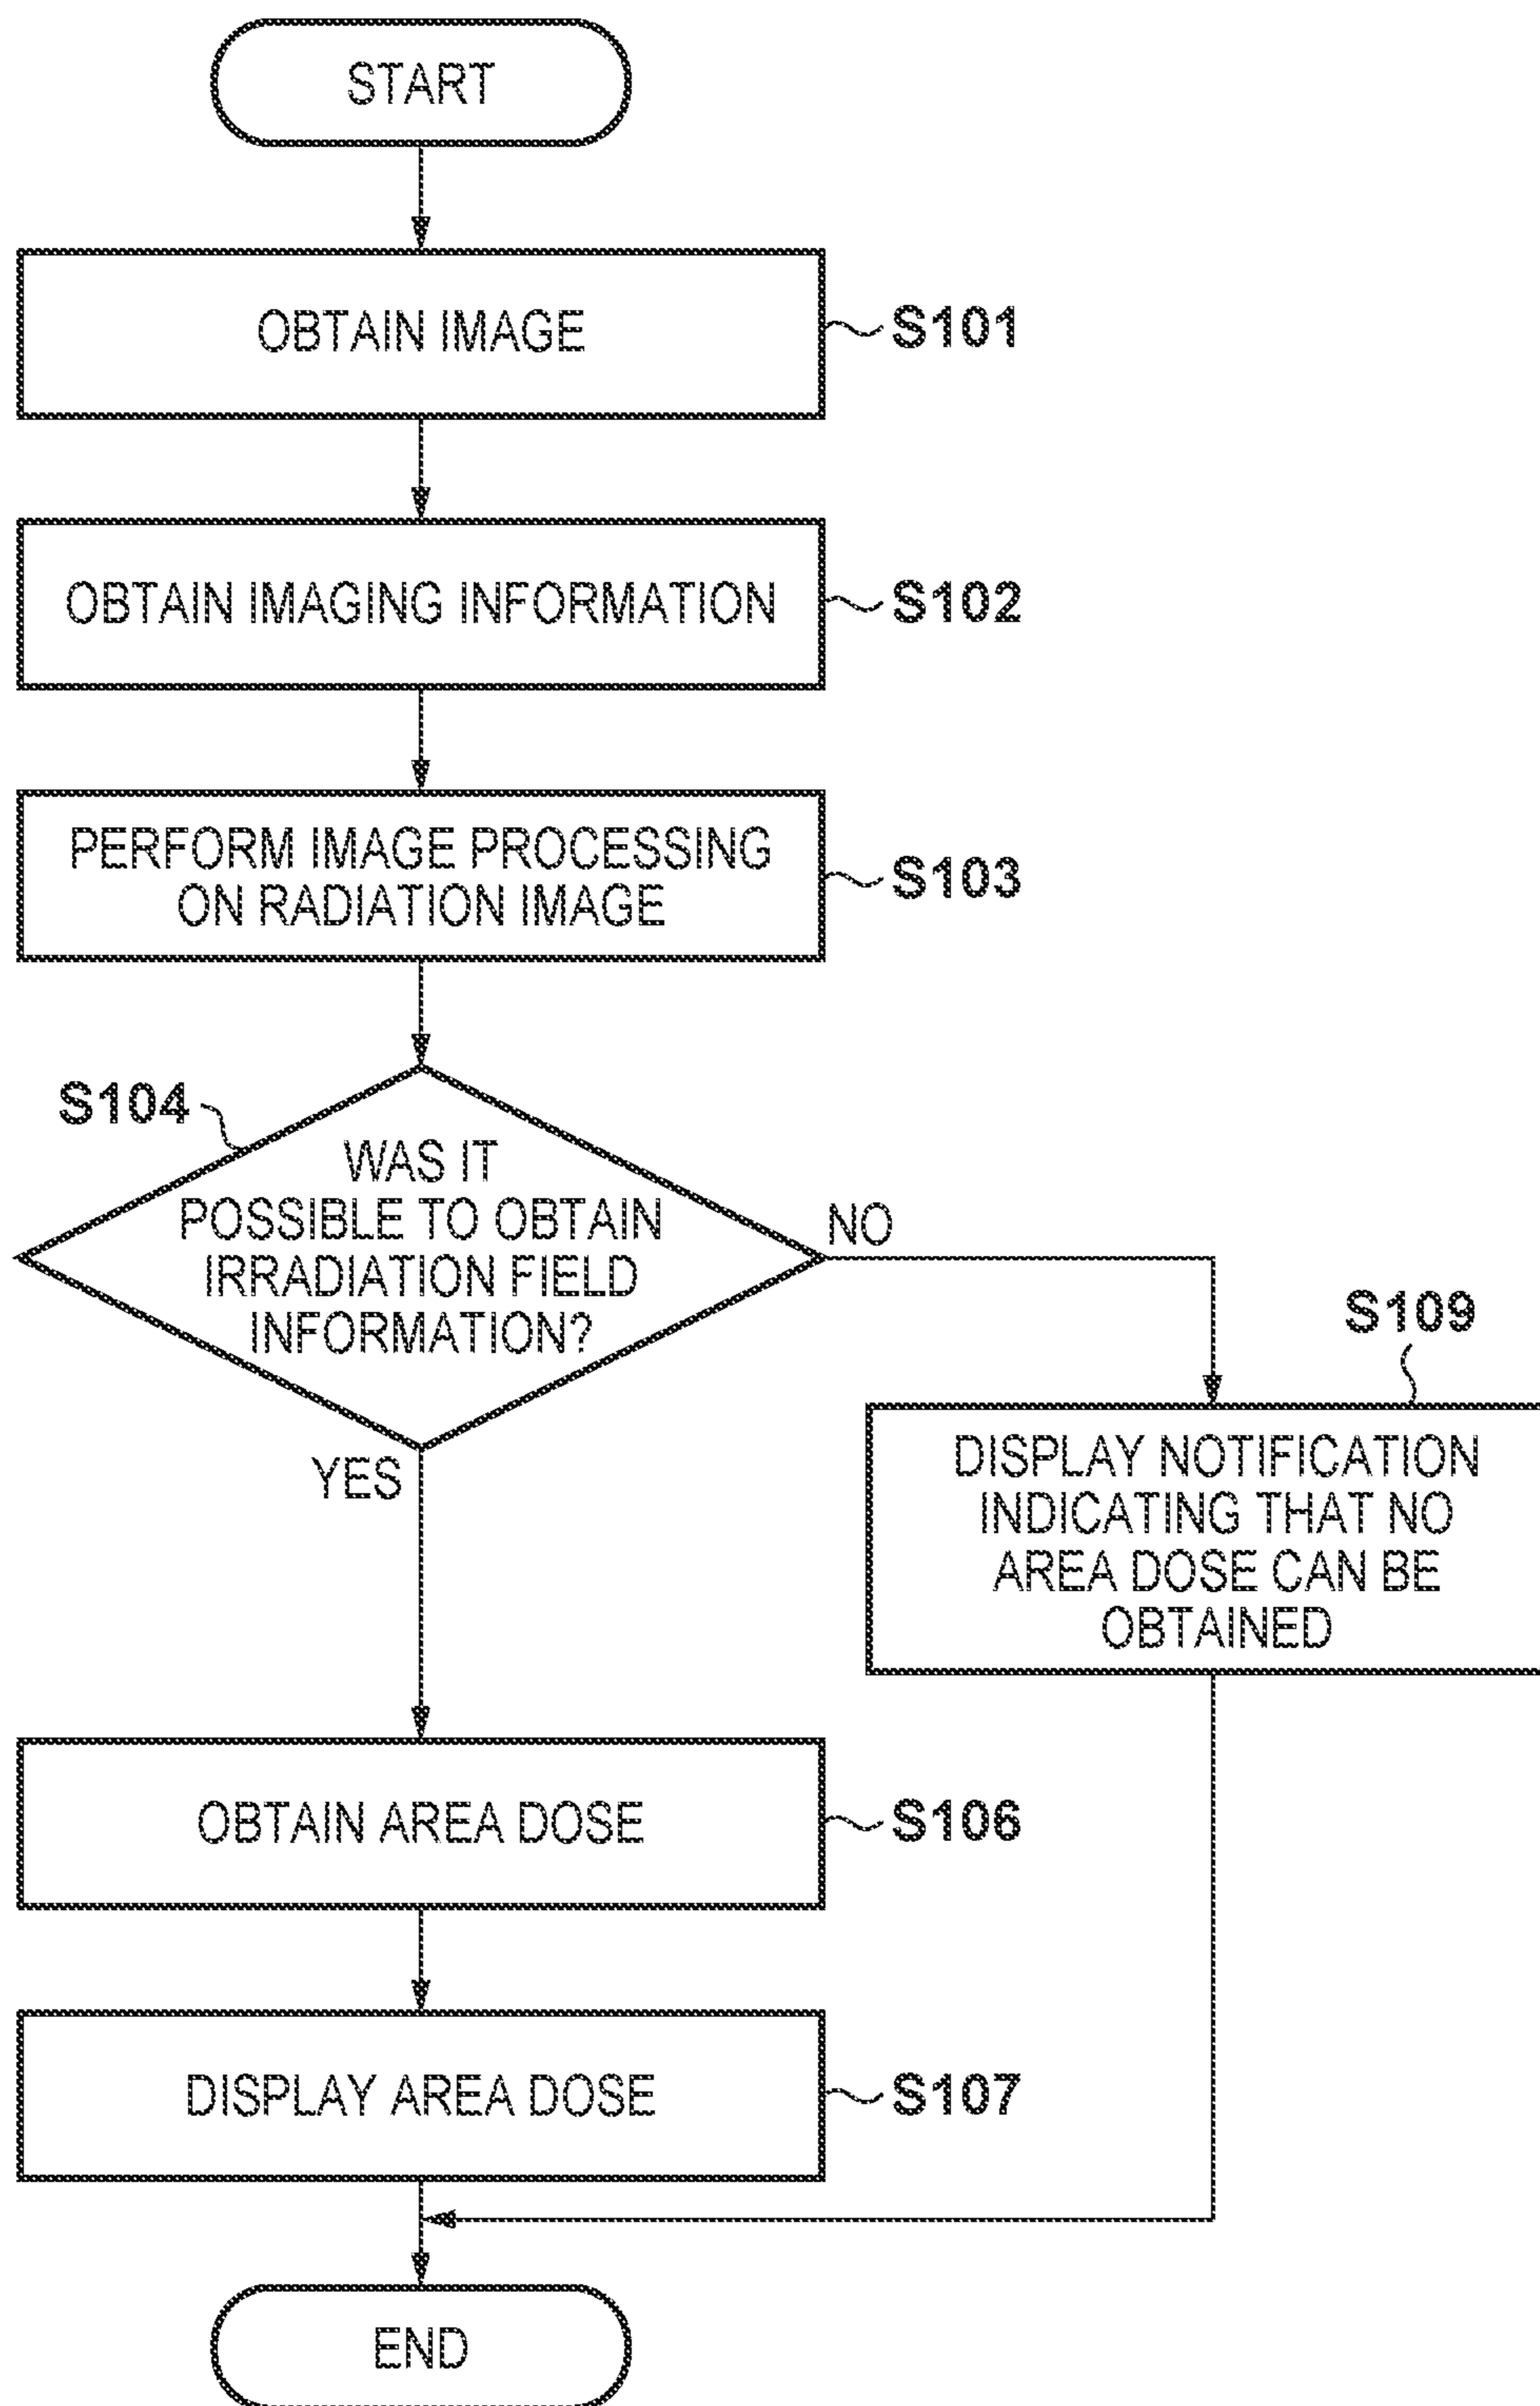 START
OBTAIN IMAGE
S101
OBTAIN IMAGING INFORMATION
S102
PERFORM IMAGE PROCESSING
ON RADIATION IMAGE
S103
S104
WAS IT
POSSIBLE TO OBTAIN
IRRADIATION FIELD
INFORMATION?
NO
YES
S109
DISPLAY NOTIFICATION
INDICATING THAT NO
AREA DOSE CAN BE
OBTAINED
OBTAIN AREA DOSE
S106
DISPLAY AREA DOSE
S107
END